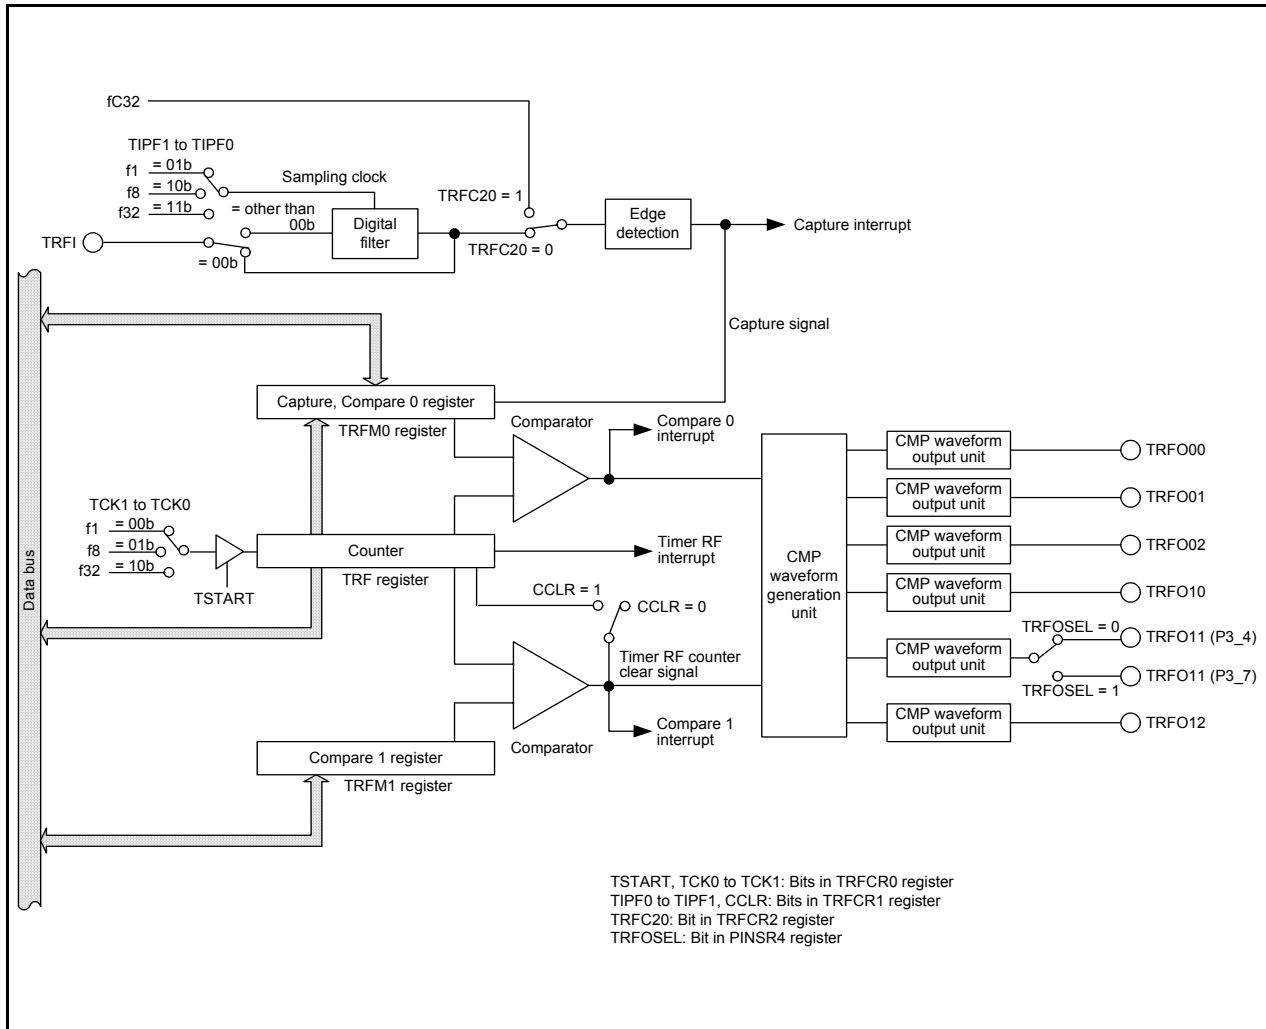 fC32
TIPF1 to TIPF0
f1
= 01b
f8
= 10b
f32
= 11b
Sampling clock
= other than
00b
TRFI
= 00b
Digital
filter
TRFC20 = 1
TRFC20 = 0
Edge
detection
Capture interrupt
Capture signal
Data bus
Capture, Compare 0 register
TRFM0 register
Comparator
Compare 0
interrupt
TCK1 to TCK0
f1
= 00b
f8
= 01b
f32
= 10b
TSTART
Counter
TRF register
Timer RF
interrupt
CCLR = 1
CCLR = 0
Timer RF counter
clear signal
Compare 1
interrupt
Comparator
Compare 1 register
TRFM1 register
CMP
waveform
generation
unit
CMP waveform
output unit
TRFO00
CMP waveform
output unit
TRFO01
CMP waveform
output unit
TRFO02
CMP waveform
output unit
TRFO10
CMP waveform
output unit
TRFOSEL = 0
TRFO11 (P3_4)
TRFO11 (P3_7)
TRFOSEL = 1
CMP waveform
output unit
TRFO12
TSTART, TCK0 to TCK1: Bits in TRFCR0 register
TIPF0 to TIPF1, CCLR: Bits in TRFCR1 register
TRFC20: Bit in TRFCR2 register
TRFOSEL: Bit in PINSR4 register